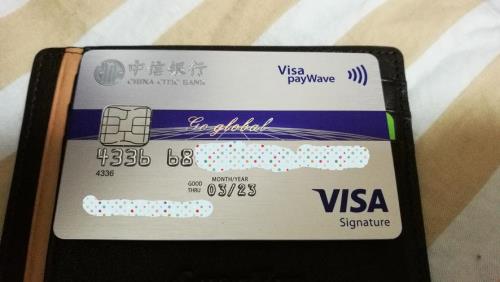 中信银行
CHINA CITIC BANK
Visa
payWave
Go global
4336 68
4336
GOOD THRU
MONTH/YEAR
03/23
VISA
Signature